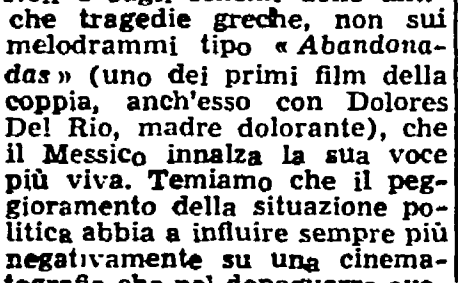 che tragedie greche, non sui
melodrammi tipo « Abandona-
das » (uno dei primi film della
coppia, anch'esso con Dolores
Del Rio, madre dolorante), che
il Messico innalza la sua voce
più viva. Temiamo che il peg-
gioramento della situazione po-
litica abbia a influire sempre più
negativamente su una cinema-